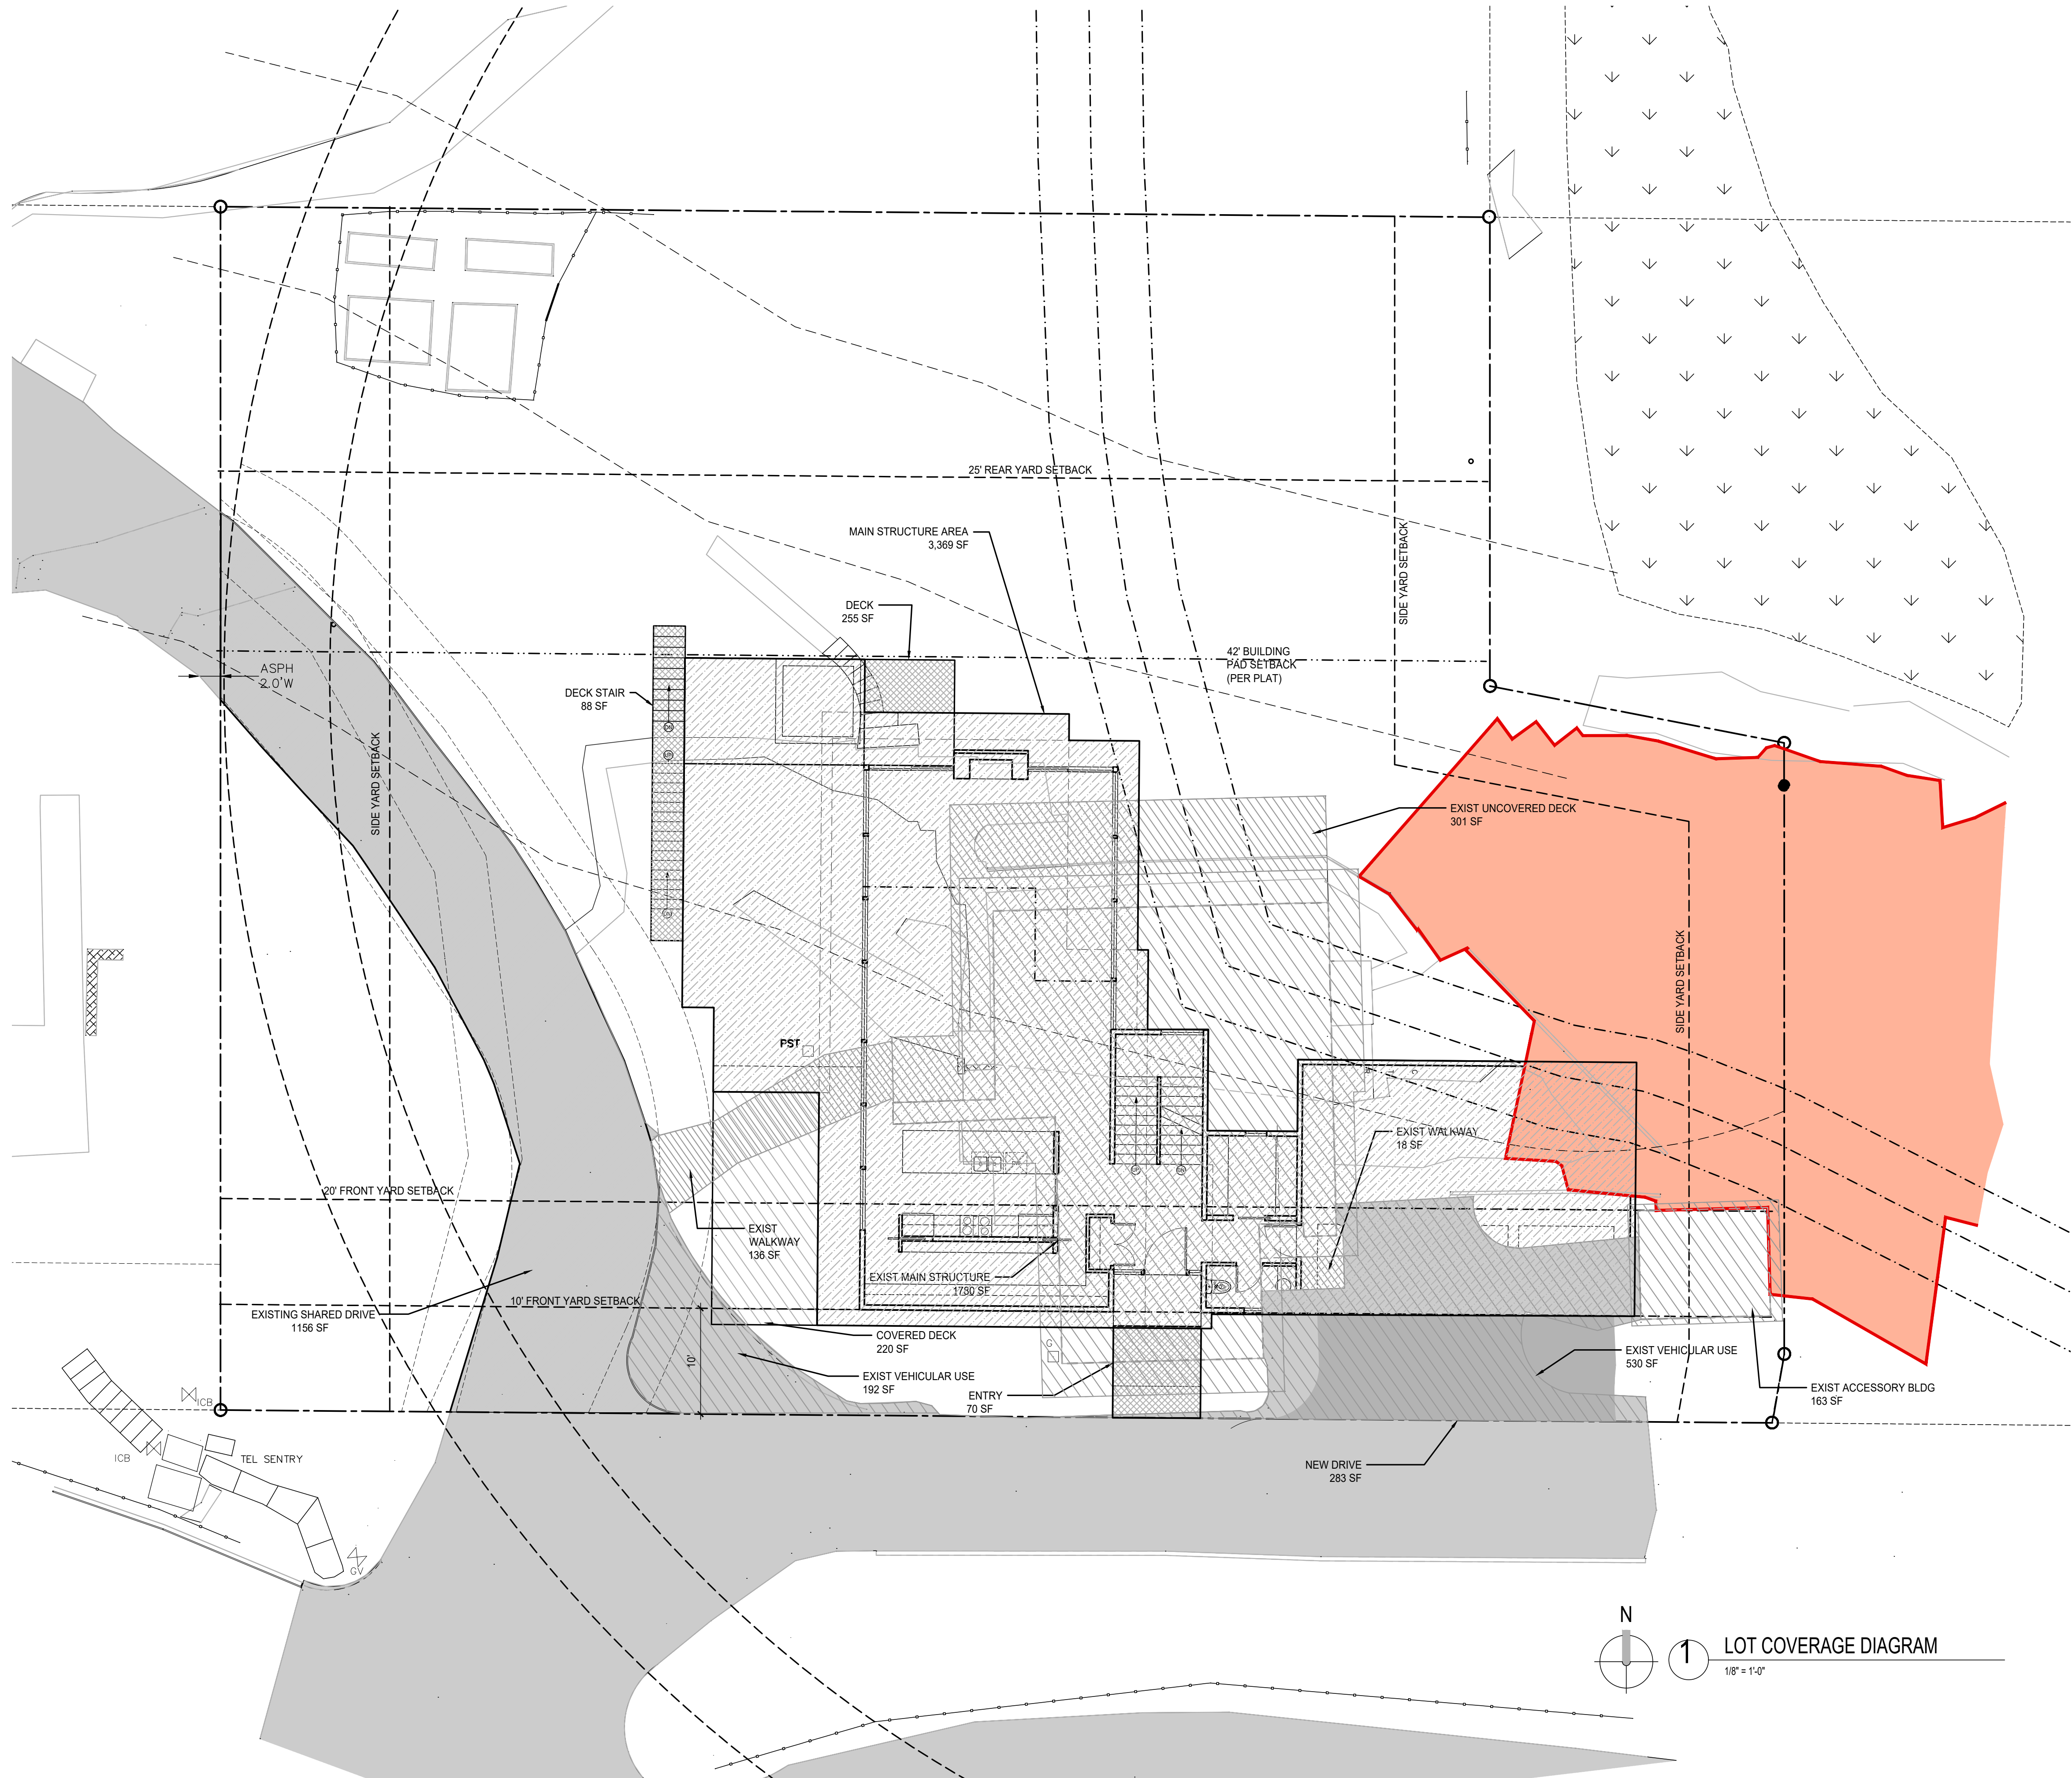 25' REAR YARD SETBACK
MAIN STRUCTURE AREA
3,369 SF
SIDE YARD SETBACK
DECK
255 SF
42' BUILDING
PAD SETBACK
(PER PLAT)
ASPH
2.0'W
DECK STAIR
88 SF
SIDE YARD SETBACK
EXIST UNCOVERED DECK
301 SF
SIDE YARD SETBACK
PST
EXIST WALKWAY
18 SF
20' FRONT YARD SETBACK
EXIST
WALKWAY
136 SF
EXIST MAIN STRUCTURE
1780 SF
10' FRONT YARD SETBACK
EXISTING SHARED DRIVE
1156 SF
COVERED DECK
220 SF
G
10'
EXIST VEHICULAR USE
530 SF
EXIST VEHICULAR USE
192 SF
ENTRY
70 SF
EXIST ACCESSORY BLDG
163 SF
ICB
ICB
TEL SENTRY
NEW DRIVE
283 SF
GV
N
1
LOT COVERAGE DIAGRAM
1/8" = 1'-0"